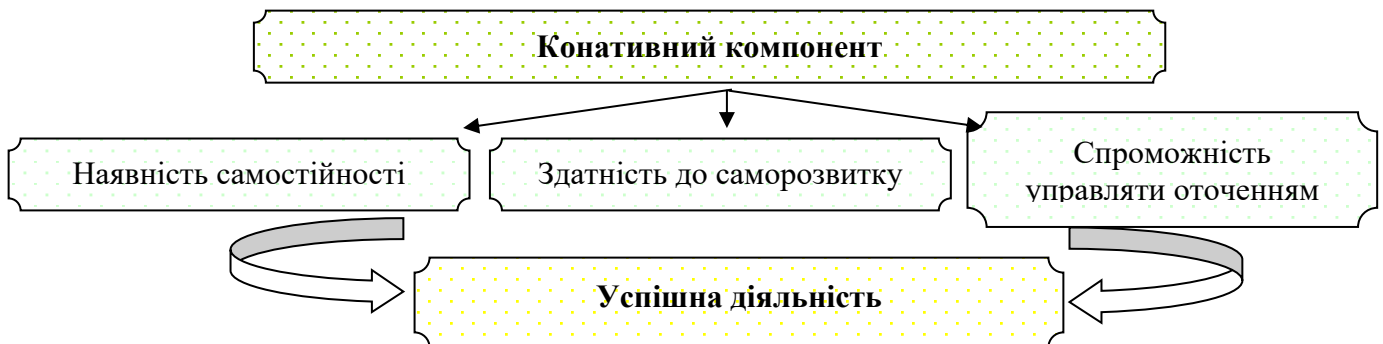 Конативний компонент
Наявність самостійності
Здатність до саморозвитку
Спроможність
управляти оточенням
Успішна діяльність